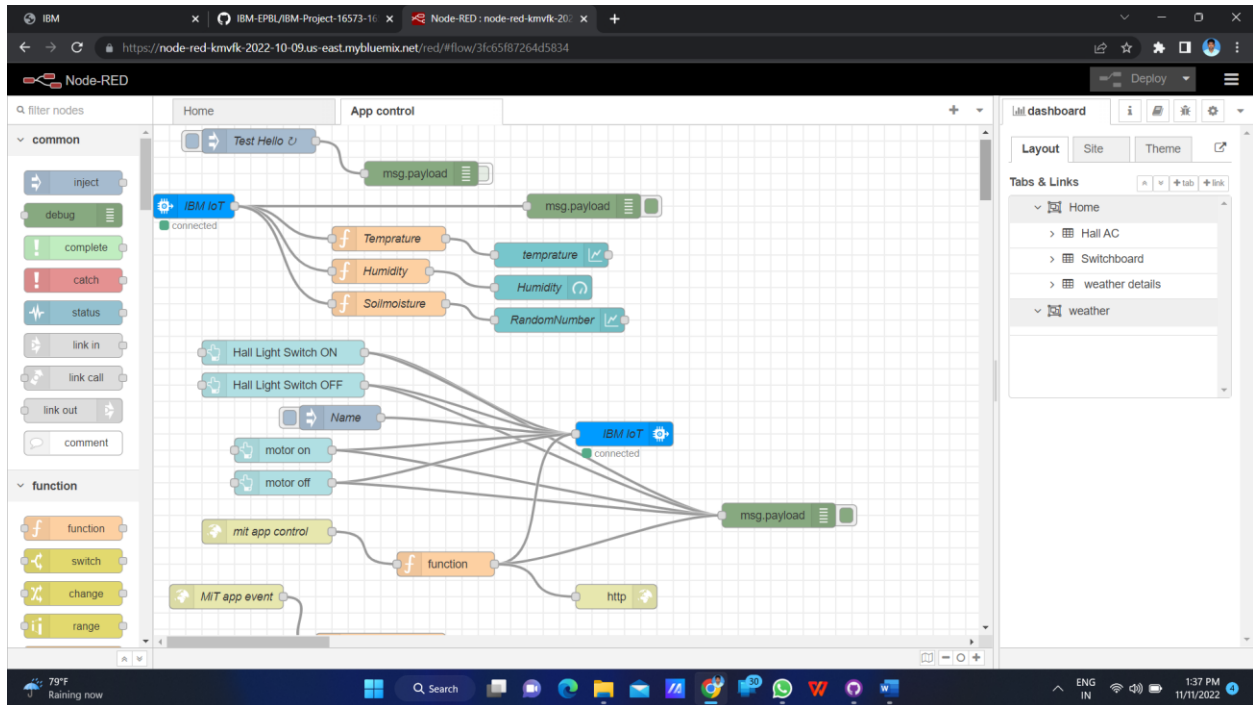 IBM
IBM-EPBL/IBM-Project-16573-16
Node-RED : node-red-kmvfk-202
https://node-red-kmvfk-2022-10-09.us-east.mybluemix.net/red/#flow/3fc65f87264d5834
Node-RED
Deploy
filter nodes
Home
App control
dashboard
common
inject
debug
complete
catch
status
link in
link call
link out
comment
function
function
switch
change
range
Test Hello ↻
msg.payload
IBM IoT
connected
msg.payload
Temprature
temprature
Humidity
Humidity
Soilmoisture
RandomNumber
Hall Light Switch ON
Hall Light Switch OFF
Name
IBM IoT
connected
motor on
motor off
msg.payload
mit app control
function
MIT app event
http
Layout
Site
Theme
Tabs & Links
+tab
+link
Home
Hall AC
Switchboard
weather details
weather
79°F
Raining now
Search
30
ENG
IN
1:37 PM
11/11/2022
4